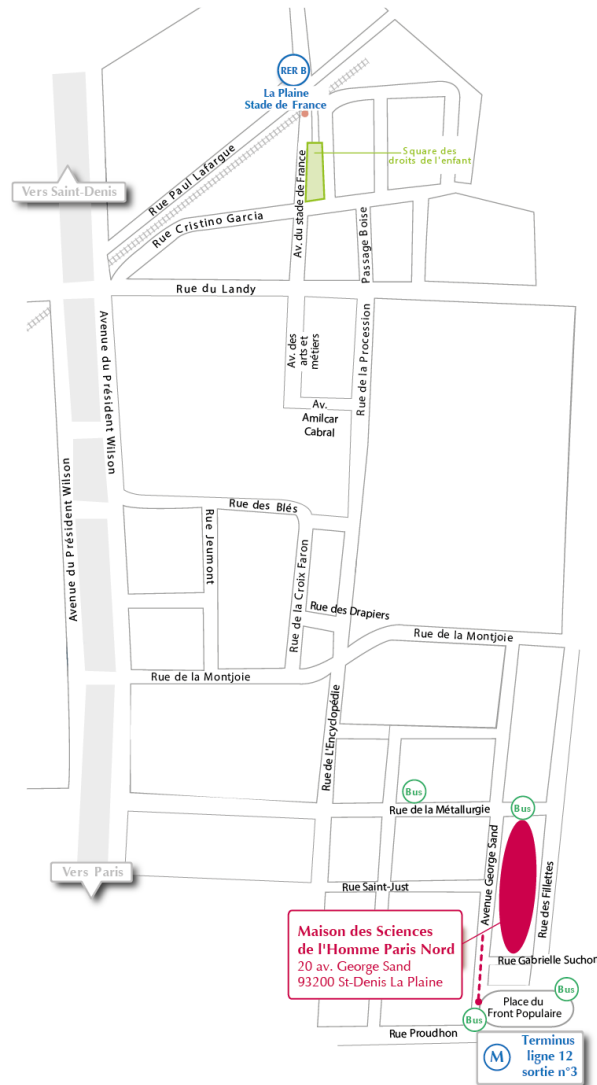 RER B
La Plaine
Stade de France
Square des
droits de l'enfant
Rue Paul Lafargue
Av. du stade de France
Vers Saint-Denis
Rue Cristino Garcia
Passage Boise
Rue du Landy
Avenue du Président Wilson
Av. des
arts et
métiers
Rue de la Procession
Av.
Amilcar
Cabral
Avenue du Président Wilson
Rue des Blés
Rue Jeumont
Rue de la Croix Faron
Rue des Drapiers
Rue de la Montjoie
Rue de la Montjoie
Rue de L'Encyclopédie
Bus
Rue de la Métallurgie
Bus
Vers Paris
Rue Saint-Just
Avenue George Sand
Rue des Fillettes
Maison des Sciences
de l'Homme Paris Nord
20 av. George Sand
93200 St-Denis La Plaine
Rue Gabrielle Suchon
Bus
Place du
Front Populaire
Bus
Rue Proudhon
M
Terminus
ligne 12
sortie n°3